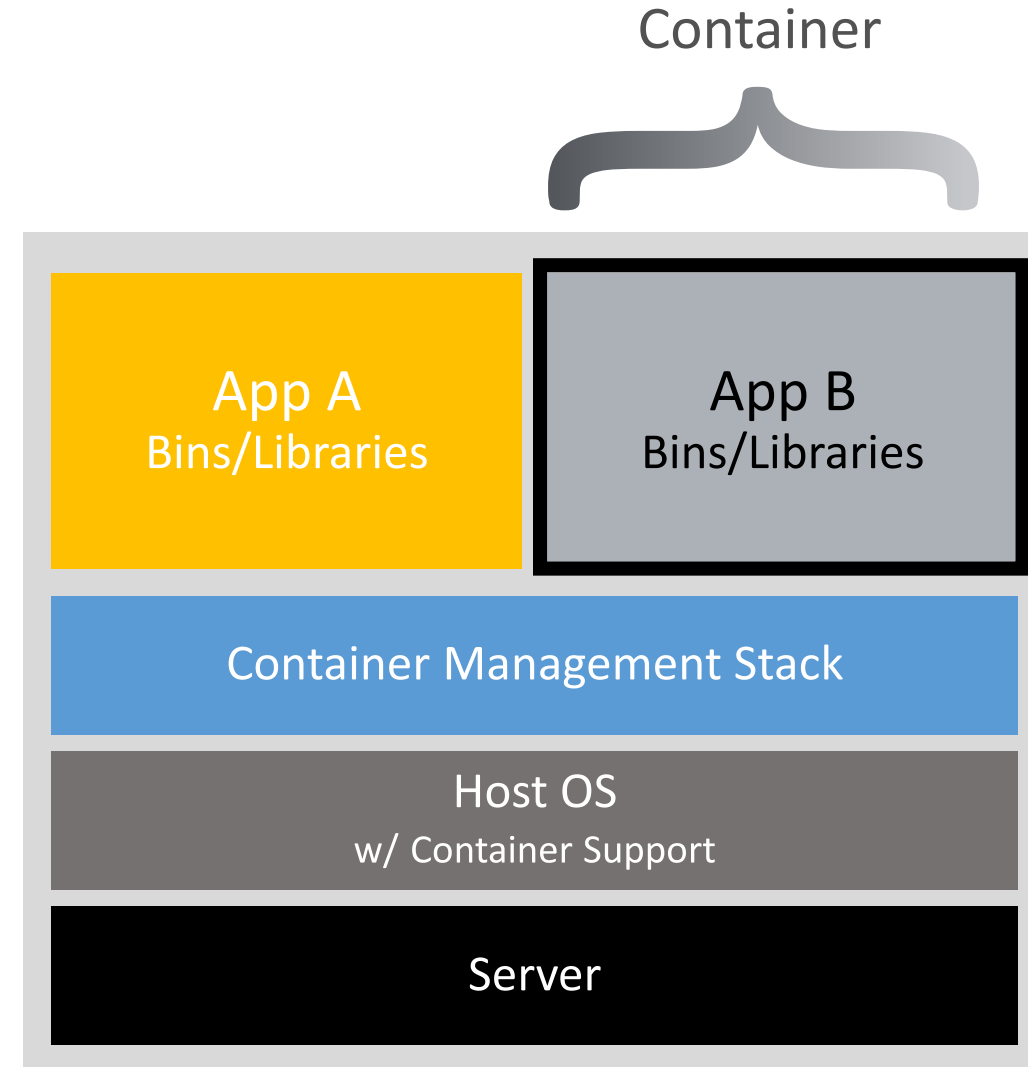 Container
App A
Bins/Libraries
App B
Bins/Libraries
Container Management Stack
Host OS
w/ Container Support
Server